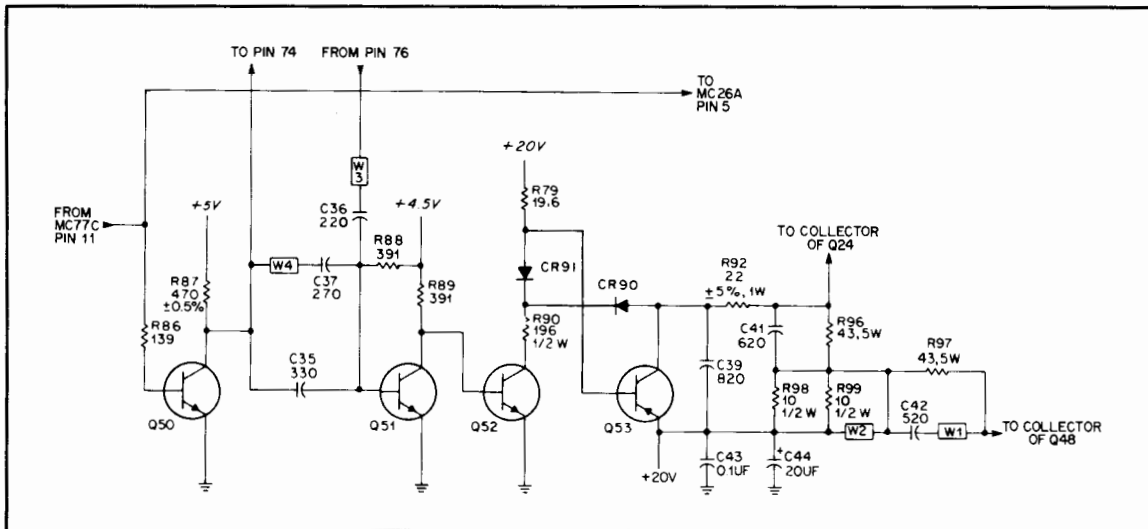 TO PIN 74
FROM PIN 76
TO
MC26A
PIN 5
FROM
MC77C
PIN 11
+5V
R87
470
±0.5%
R86
139
Q50
W4
C37
270
C35
330
W
3
C36
220
R88
391
+4.5V
R89
391
Q51
Q52
+20V
R79
19.6
CR91
CR90
R90
196
1/2 W
Q53
+20V
R92
22
±5%, 1W
TO COLLECTOR
OF Q24
C41
620
C39
820
R96
43,5W
R97
43,5W
R98
10
1/2 W
R99
10
1/2 W
W2
C42
520
W1
TO COLLECTOR
OF Q48
C43
0.1UF
+
C44
20UF